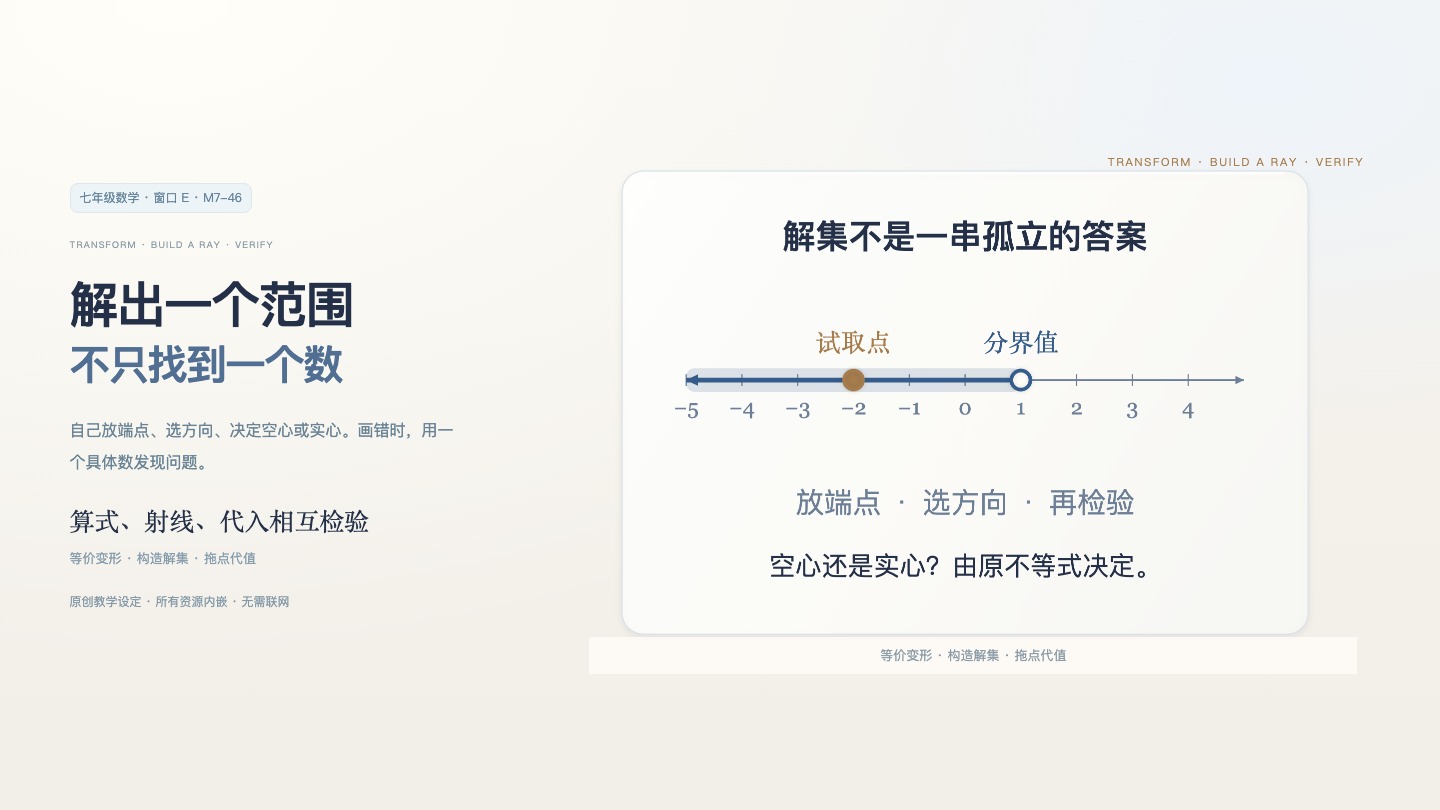 七年级数学 · 窗口 E · M7–46
TRANSFORM · BUILD A RAY · VERIFY
解出一个范围
不只找到一个数
自己放端点、选方向、决定空心或实心。画错时，用一
个具体数发现问题。
算式、射线、代入相互检验
等价变形 · 构造解集 · 拖点代值
原创教学设定 · 所有资源内嵌 · 无需联网
TRANSFORM · BUILD A RAY · VERIFY
解集不是一串孤立的答案
试取点 分界值
−5 −4 −3 −2 −1 0 1 2 3 4
放端点 · 选方向 · 再检验
空心还是实心？由原不等式决定。
等价变形 · 构造解集 · 拖点代值